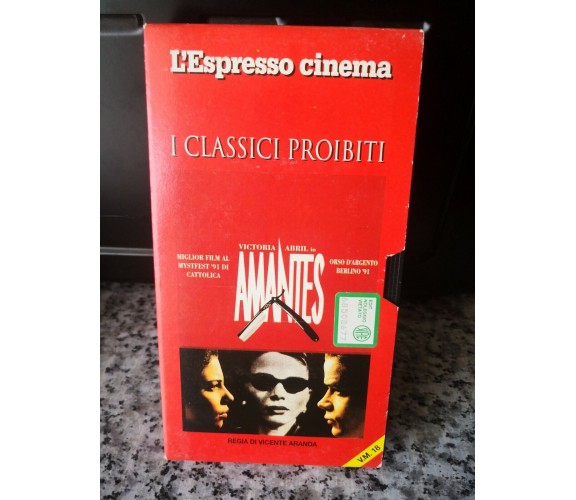 L'Espresso cinema
I CLASSICI PROIBITI
VICTORIA ABRIL in
AMANTES
MIGLIOR FILM AL
MYSTFEST '91 DI
CATTOLICA
ORSO D'ARGENTO
BERLINO '91
REGIA DI VICENTE ARANDA
V.M. 18